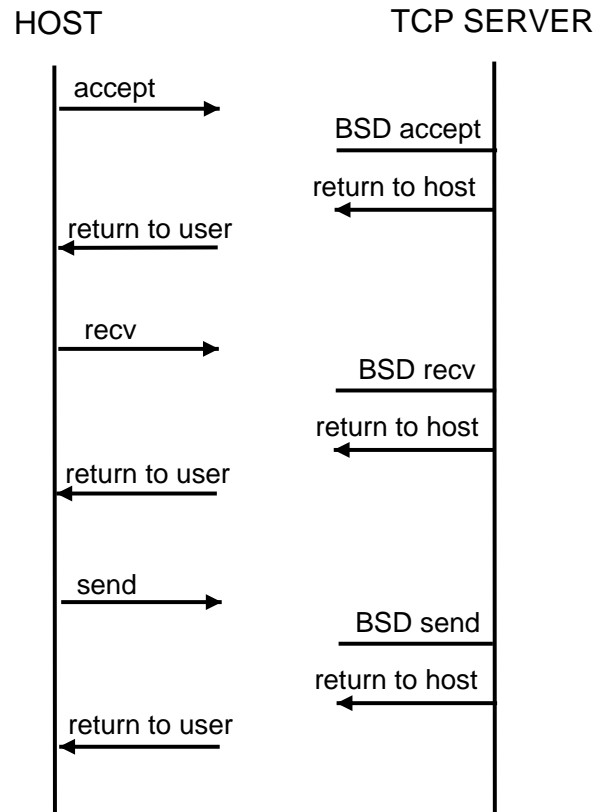 HOST
TCP SERVER
accept
BSD accept
return to host
return to user
recv
BSD recv
return to host
return to user
send
BSD send
return to host
return to user